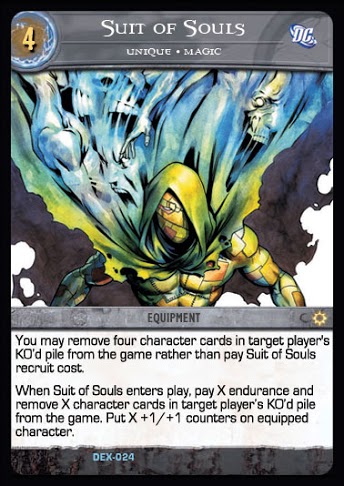 4
Suit of Souls
DC
Unique • Magic
EQUIPMENT
C
You may remove four character cards in target player's
KO'd pile from the game rather than pay Suit of Souls
recruit cost.
When Suit of Souls enters play, pay X endurance and
remove X character cards in target player's KO'd pile
from the game. Put X +1/+1 counters on equipped
character.
DEX-024